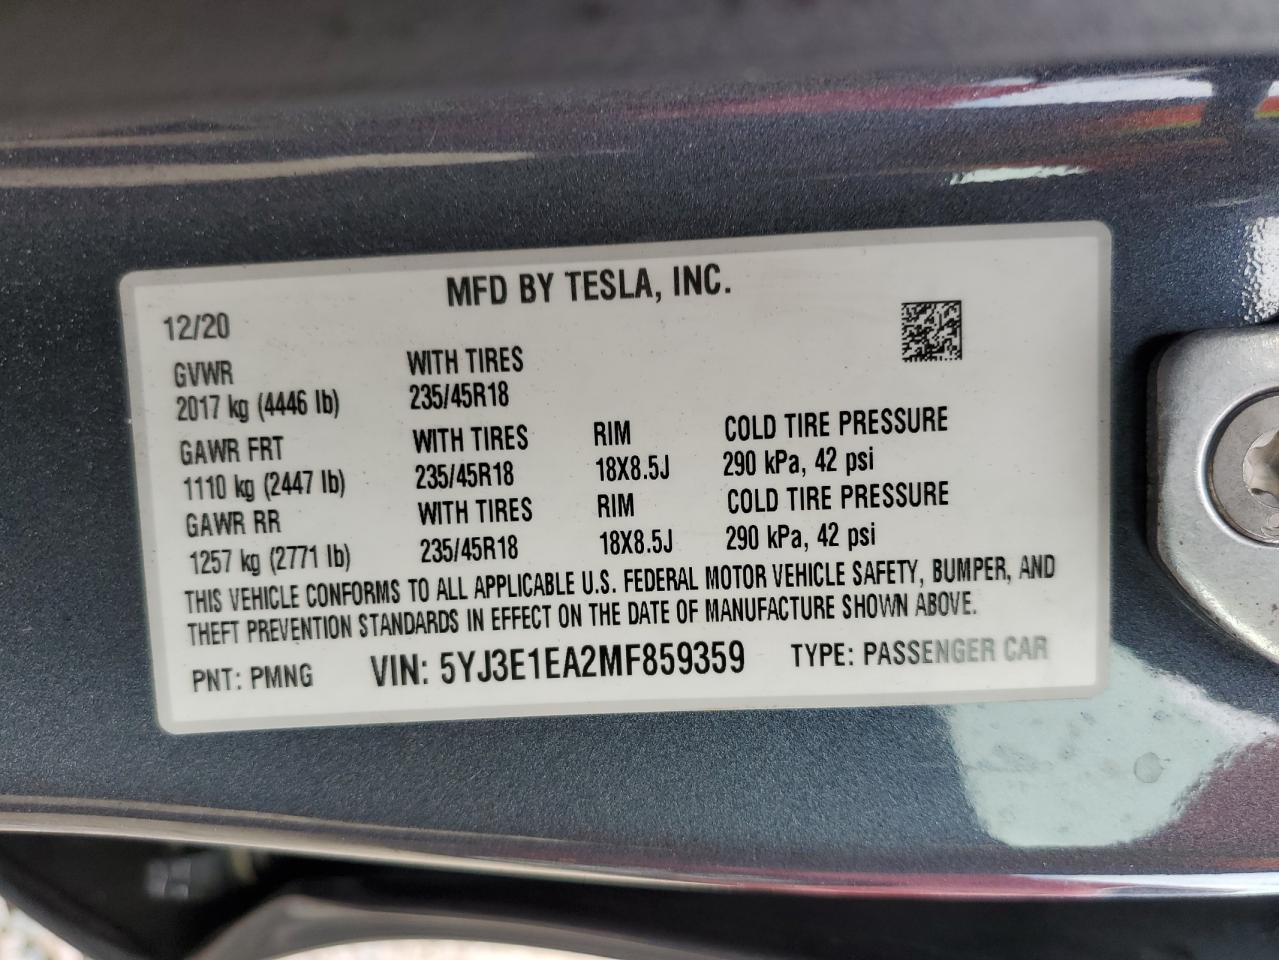 MFD BY TESLA, INC.
12/20
GVWR WITH TIRES
2017 kg (4446 lb) 235/45R18
GAWR FRT WITH TIRES RIM COLD TIRE PRESSURE
1110 kg (2447 lb) 235/45R18 18X8.5J 290 kPa, 42 psi
GAWR RR WITH TIRES RIM COLD TIRE PRESSURE
1257 kg (2771 lb) 235/45R18 18X8.5J 290 kPa, 42 psi
THIS VEHICLE CONFORMS TO ALL APPLICABLE U.S. FEDERAL MOTOR VEHICLE SAFETY, BUMPER, AND
THEFT PREVENTION STANDARDS IN EFFECT ON THE DATE OF MANUFACTURE SHOWN ABOVE.
PNT: PMNG VIN: 5YJ3E1EA2MF859359 TYPE: PASSENGER CAR